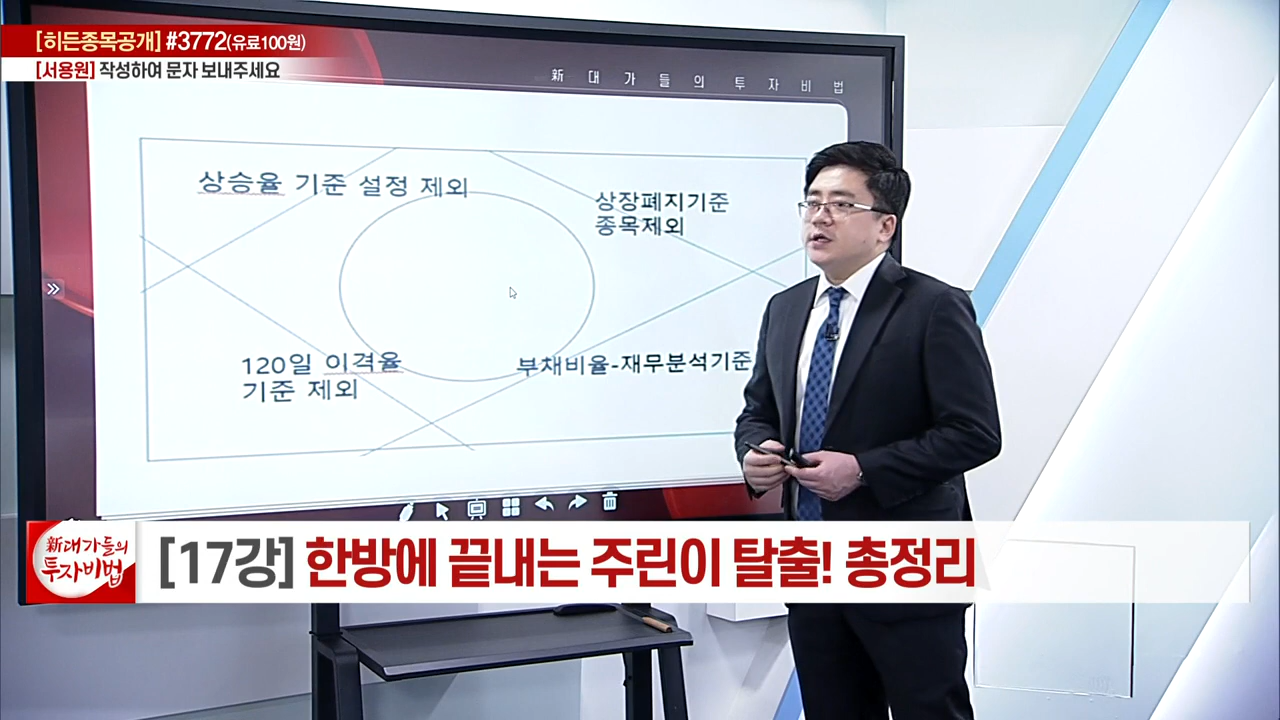 [히든종목공개] #3772(유료100원)
[서용원] 작성하여 문자 보내주세요
新 대가들의 투자비법
상승율 기준 설정 제외
상장폐지기준
종목제외
120일 이격율
기준 제외
부채비율-재무분석기준
新대가들의
투자비법
[17강] 한방에 끝내는 주린이 탈출! 총정리